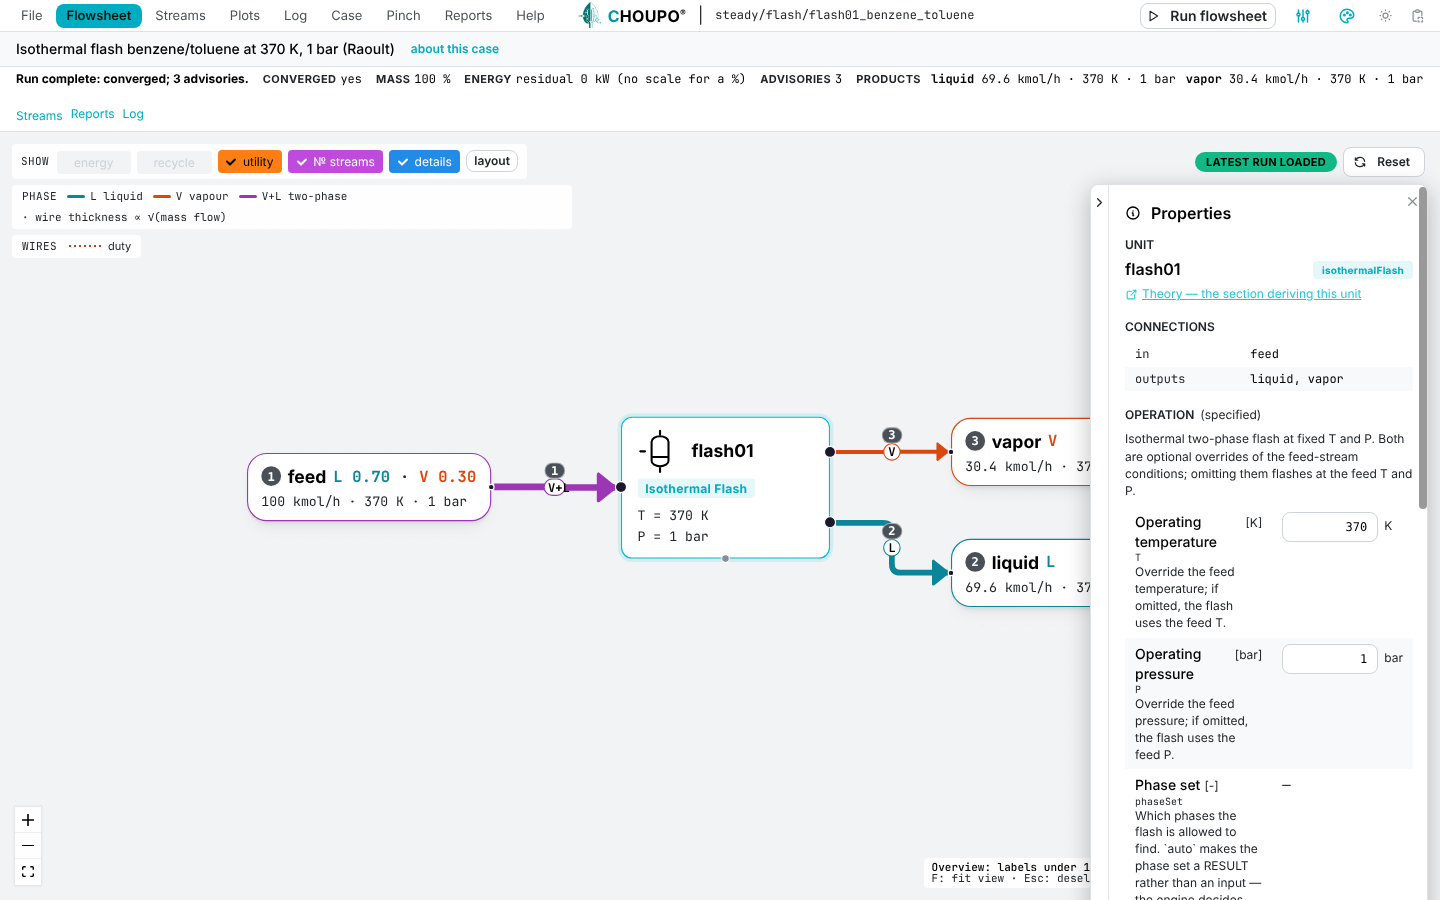 File Flowsheet Streams Plots Log Case Pinch Reports Help CHOUPO® steady/flash/flash01_benzene_toluene Run flowsheet
Isothermal flash benzene/toluene at 370 K, 1 bar (Raoult) about this case
Run complete: converged; 3 advisories. CONVERGED yes MASS 100 % ENERGY residual 0 kW (no scale for a %) ADVISORIES 3 PRODUCTS liquid 69.6 kmol/h · 370 K · 1 bar vapor 30.4 kmol/h · 370 K · 1 bar
Streams Reports Log
SHOW energy recycle utility № streams details layout
LATEST RUN LOADED Reset
PHASE L liquid V vapour V+L two-phase
· wire thickness ∝ √(mass flow)
WIRES duty
Properties
UNIT
flash01 isothermalFlash
Theory — the section deriving this unit
CONNECTIONS
in feed
outputs liquid, vapor
OPERATION (specified)
Isothermal two-phase flash at fixed T and P. Both
are optional overrides of the feed-stream
conditions; omitting them flashes at the feed T and
P.
Operating temperature [K] 370 K
T
Override the feed
temperature; if
omitted, the flash
uses the feed T.
Operating pressure [bar] 1 bar
P
Override the feed
pressure; if omitted,
the flash uses the
feed P.
Phase set [-] —
phaseSet
Which phases the
flash is allowed to
find. `auto` makes the
phase set a RESULT
rather than an input —
the engine decides
1 feed L 0.70 · V 0.30
100 kmol/h · 370 K · 1 bar
1
V+L
flash01
Isothermal Flash
T = 370 K
P = 1 bar
3
V
2
L
3 vapor V
30.4 kmol/h · 37
2 liquid L
69.6 kmol/h · 37
Overview: labels under 1
F: fit view · Esc: desel